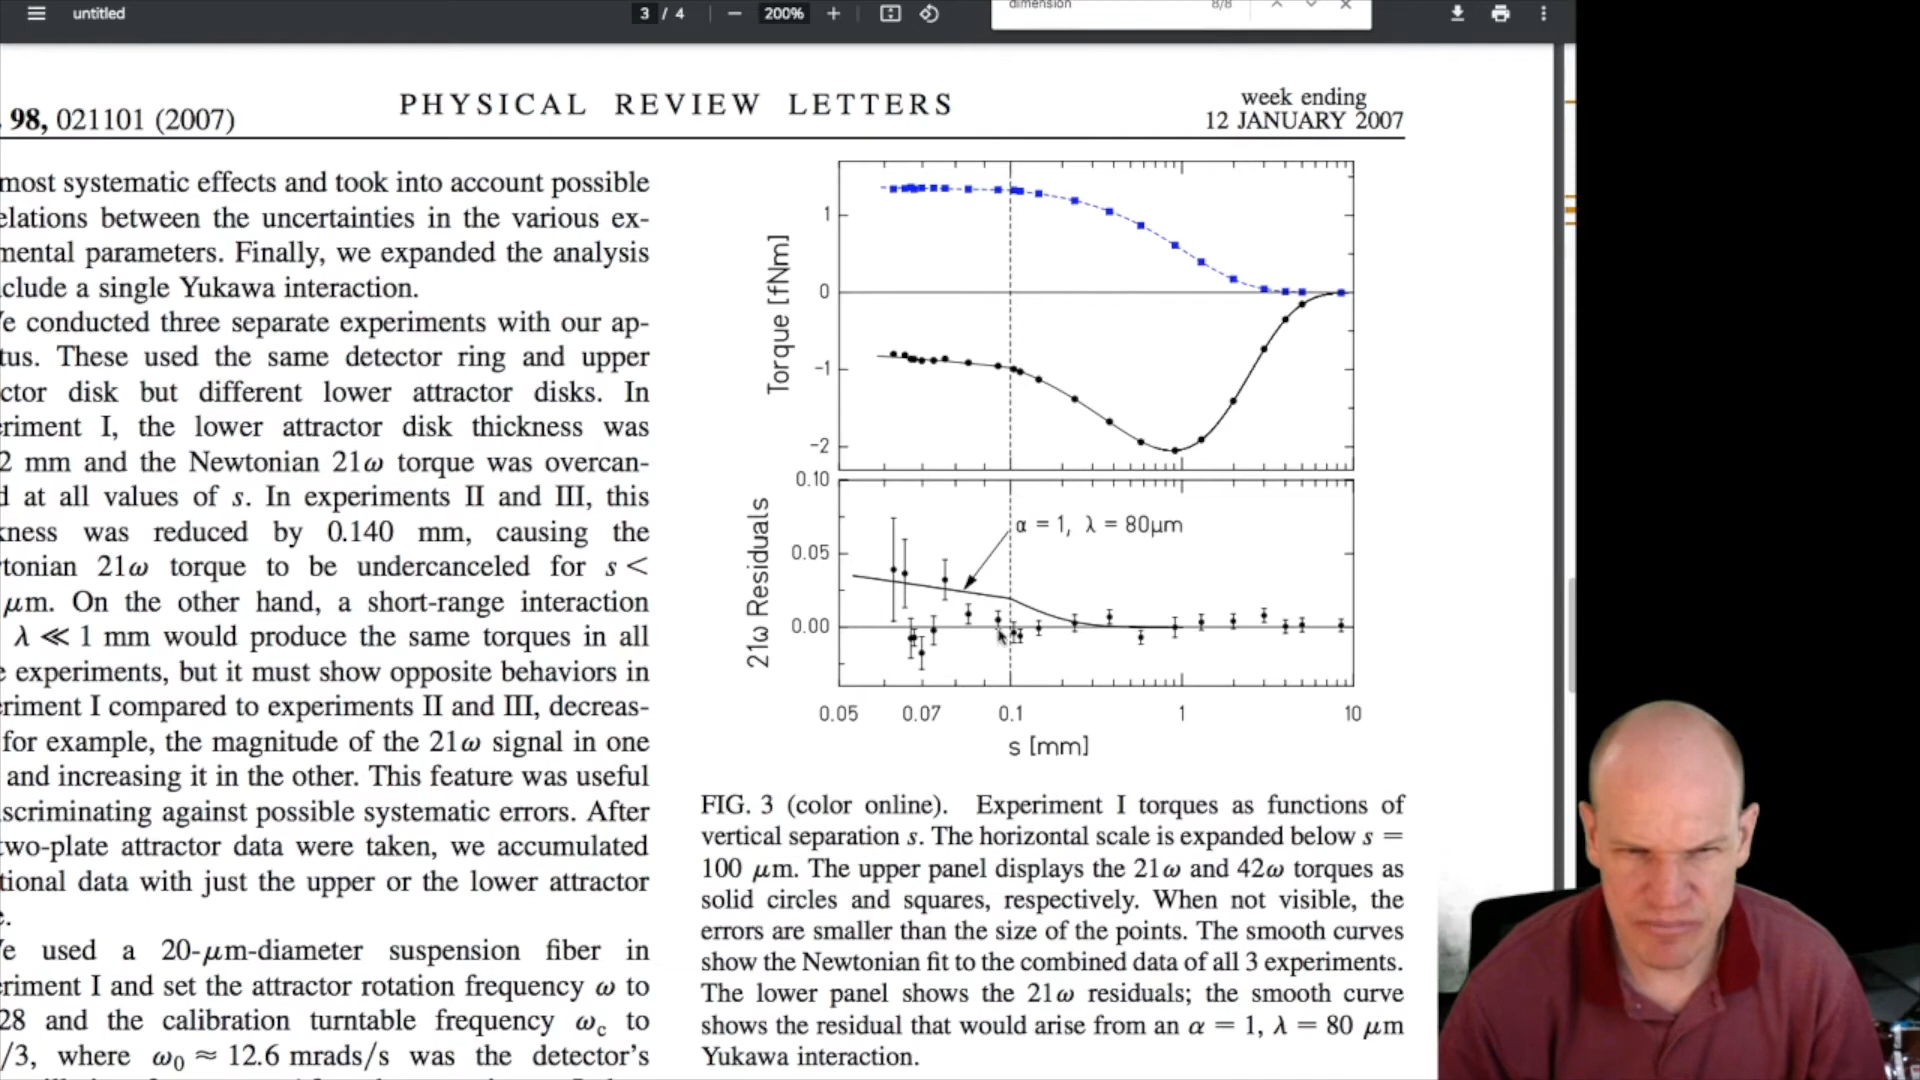 untitled
3 / 4
200%
dimension
8/8
98, 021101 (2007)
PHYSICAL REVIEW LETTERS
week ending
12 JANUARY 2007
most systematic effects and took into account possible
elations between the uncertainties in the various ex-
mental parameters. Finally, we expanded the analysis
clude a single Yukawa interaction.
e conducted three separate experiments with our ap-
tus. These used the same detector ring and upper
ctor disk but different lower attractor disks. In
eriment I, the lower attractor disk thickness was
2 mm and the Newtonian 21ω torque was overcan-
d at all values of s. In experiments II and III, this
kness was reduced by 0.140 mm, causing the
tonian 21ω torque to be undercanceled for s <
μm. On the other hand, a short-range interaction
λ ≪ 1 mm would produce the same torques in all
e experiments, but it must show opposite behaviors in
eriment I compared to experiments II and III, decreas-
for example, the magnitude of the 21ω signal in one
and increasing it in the other. This feature was useful
scriminating against possible systematic errors. After
two-plate attractor data were taken, we accumulated
tional data with just the upper or the lower attractor
e.
e used a 20-μm-diameter suspension fiber in
eriment I and set the attractor rotation frequency ω to
28 and the calibration turntable frequency ωc to
/3, where ω0 ≈ 12.6 mrads/s was the detector's
Torque [fNm]
1
0
−1
−2
21ω Residuals
0.10
0.05
0.00
α = 1, λ = 80μm
0.05 0.07 0.1 1 10
s [mm]
FIG. 3 (color online). Experiment I torques as functions of
vertical separation s. The horizontal scale is expanded below s =
100 μm. The upper panel displays the 21ω and 42ω torques as
solid circles and squares, respectively. When not visible, the
errors are smaller than the size of the points. The smooth curves
show the Newtonian fit to the combined data of all 3 experiments.
The lower panel shows the 21ω residuals; the smooth curve
shows the residual that would arise from an α = 1, λ = 80 μm
Yukawa interaction.